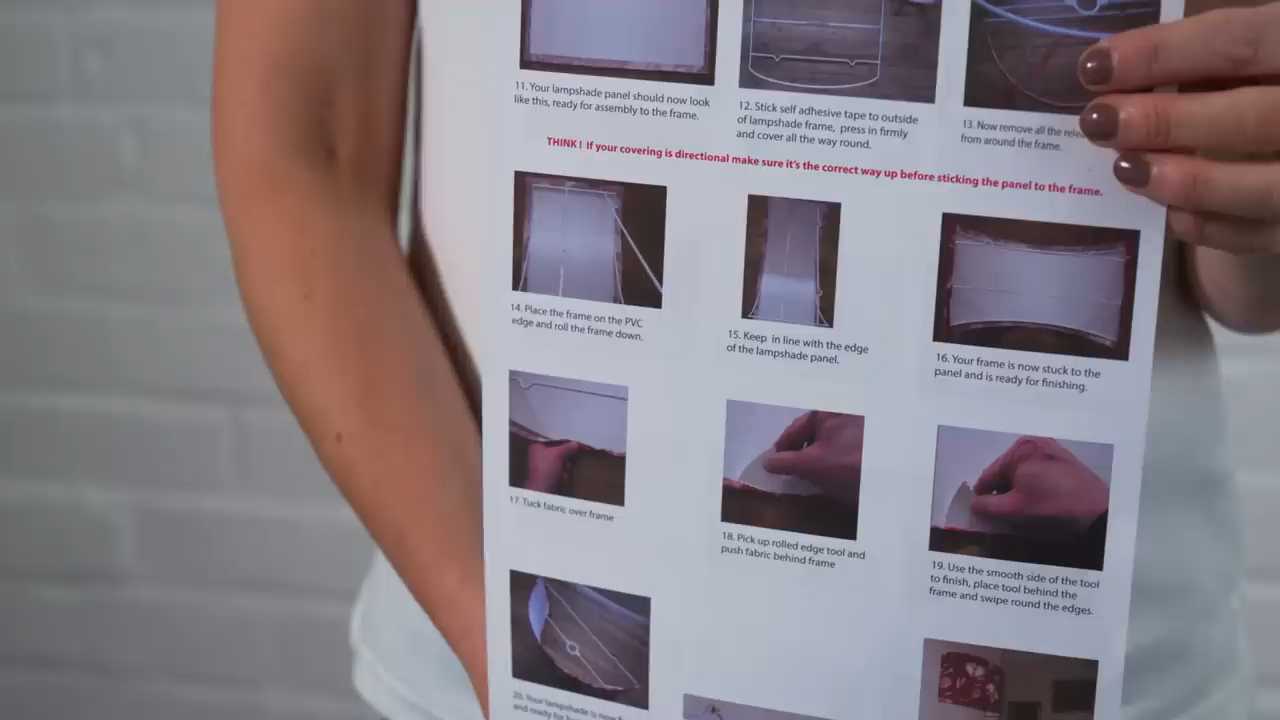 11. Your lampshade panel should now look
like this, ready for assembly to the frame.
12. Stick self adhesive tape to outside
of lampshade frame, press in firmly
and cover all the way round.
13. Now remove all the
from around the frame.
THINK ! If your covering is directional make sure it's the correct way up before sticking the panel to the frame.
14. Place the frame on the PVC
edge and roll the frame down.
15. Keep in line with the edge
of the lampshade panel.
16. Your frame is now stuck to the
panel and is ready for finishing.
17. Tuck fabric over frame
18. Pick up rolled edge tool and
push fabric behind frame
19. Use the smooth side of the tool
to finish, place tool behind the
frame and swipe round the edges.
20. Your lampshade is now
and ready for